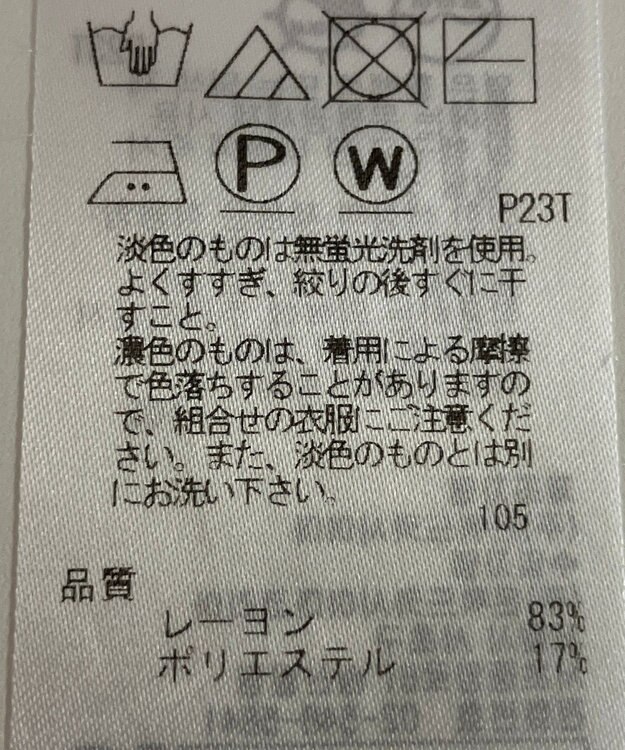 P
W
P23T
淡色のものは無蛍光洗剤を使用。
よくすすぎ、絞りの後すぐに干
すこと。
濃色のものは、着用による摩擦
で色落ちすることがありますの
で、組合せの衣服にご注意くだ
さい。また、淡色のものとは別
にお洗い下さい。
105
品質
レーヨン 83%
ポリエステル 17%